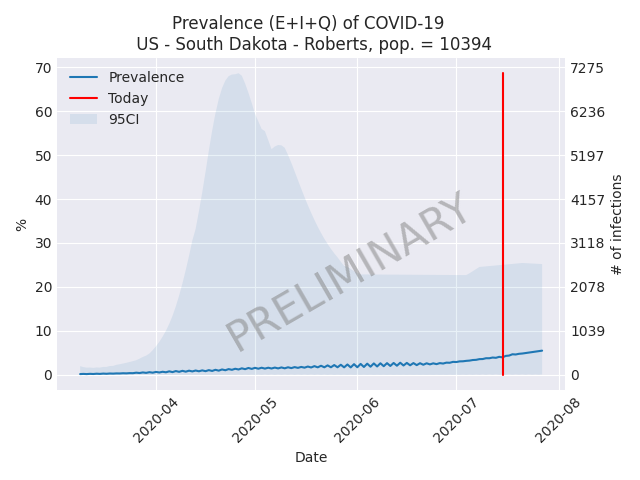 Prevalence (E+I+Q) of COVID-19
US - South Dakota - Roberts, pop. = 10394
Prevalence
Today
95CI
70
60
50
40
30
20
10
0
%
7275
6236
5197
4157
3118
2078
1039
0
# of infections
PRELIMINARY
2020-04
2020-05
2020-06
2020-07
2020-08
Date